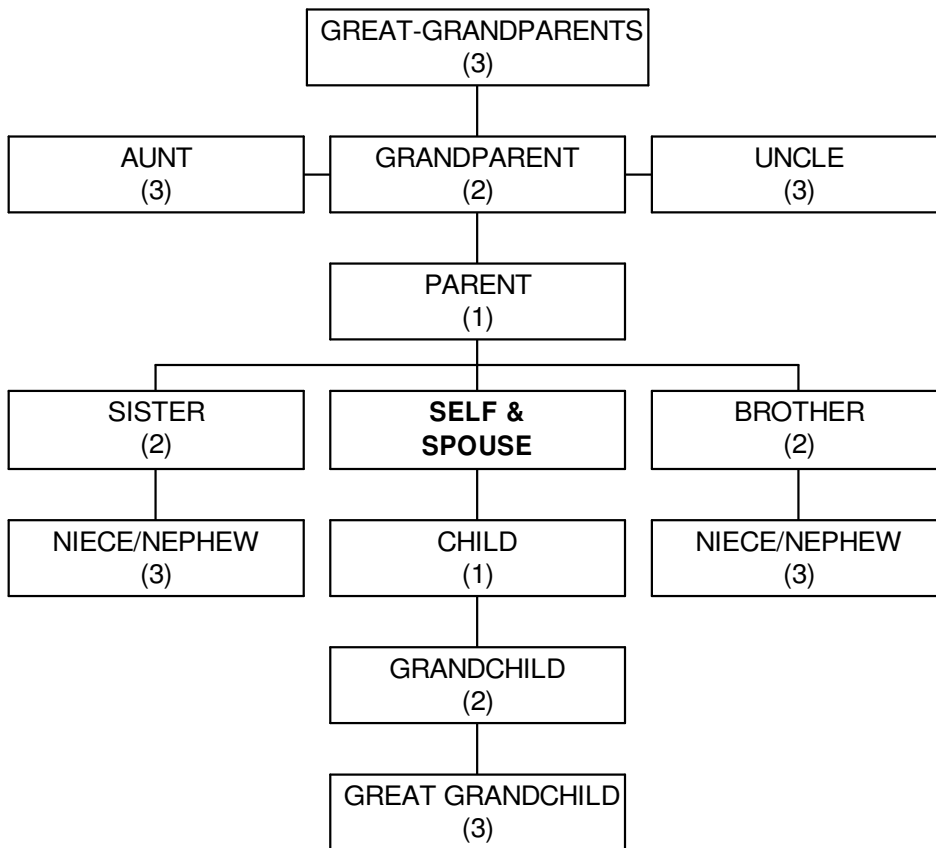 GREAT-GRANDPARENTS
(3)
AUNT
(3)
GRANDPARENT
(2)
UNCLE
(3)
PARENT
(1)
SISTER
(2)
SELF &
SPOUSE
BROTHER
(2)
NIECE/NEPHEW
(3)
CHILD
(1)
NIECE/NEPHEW
(3)
GRANDCHILD
(2)
GREAT GRANDCHILD
(3)